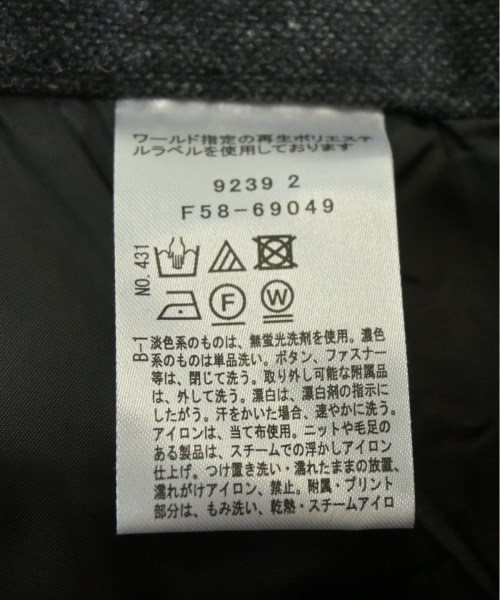 ワールド指定の再生ポリエステ
ルラベルを使用しております
9239 2
F58-69049
NO.431
F
W
B-1
淡色系のものは、無蛍光洗剤を使用。濃色
系のものは単品洗い。ボタン、ファスナー
等は、閉じて洗う。取り外し可能な附属品
は、外して洗う。漂白は、漂白剤の指示に
したがう。汗をかいた場合、速やかに洗う。
アイロンは、当て布使用。ニットや毛足の
ある製品は、スチームでの浮かしアイロン
仕上げ。つけ置き洗い・濡れたままの放置、
濡れがけアイロン、禁止。附属・プリント
部分は、もみ洗い、乾熱・スチームアイロ